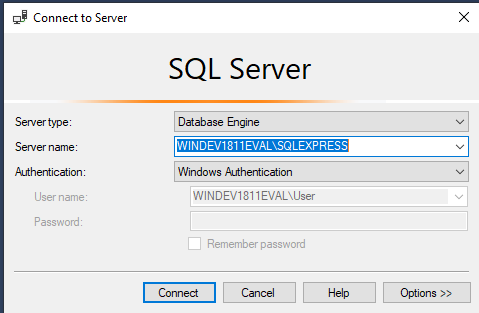 Connect to Server
SQL Server
Server type: Database Engine
Server name: WINDEV1811EVAL\SQLEXPRESS
Authentication: Windows Authentication
User name: WINDEV1811EVAL\User
Password:
Remember password
Connect Cancel Help Options >>